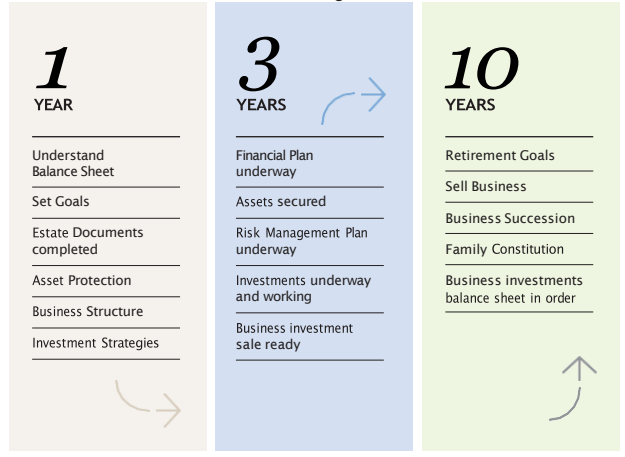 1
YEAR
Understand
Balance Sheet
Set Goals
Estate Documents
completed
Asset Protection
Business Structure
Investment Strategies
3
YEARS
Financial Plan
underway
Assets secured
Risk Management Plan
underway
Investments underway
and working
Business investment
sale ready
10
YEARS
Retirement Goals
Sell Business
Business Succession
Family Constitution
Business investments
balance sheet in order